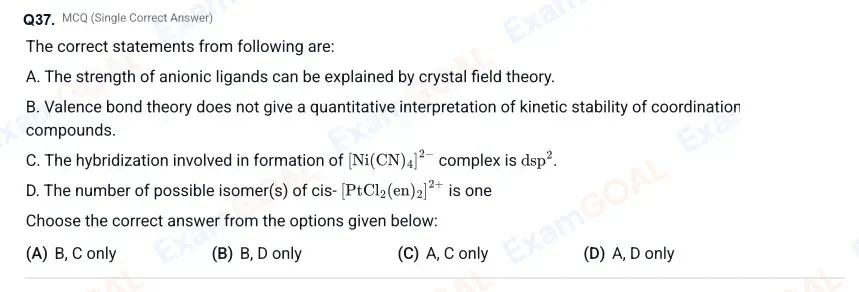 Q37. MCQ (Single Correct Answer)
The correct statements from following are:
A. The strength of anionic ligands can be explained by crystal field theory.
B. Valence bond theory does not give a quantitative interpretation of kinetic stability of coordination
compounds.
C. The hybridization involved in formation of [Ni(CN)₄]²⁻ complex is dsp².
D. The number of possible isomer(s) of cis- [PtCl₂(en)₂]²⁺ is one
Choose the correct answer from the options given below:
(A) B, C only (B) B, D only (C) A, C only (D) A, D only